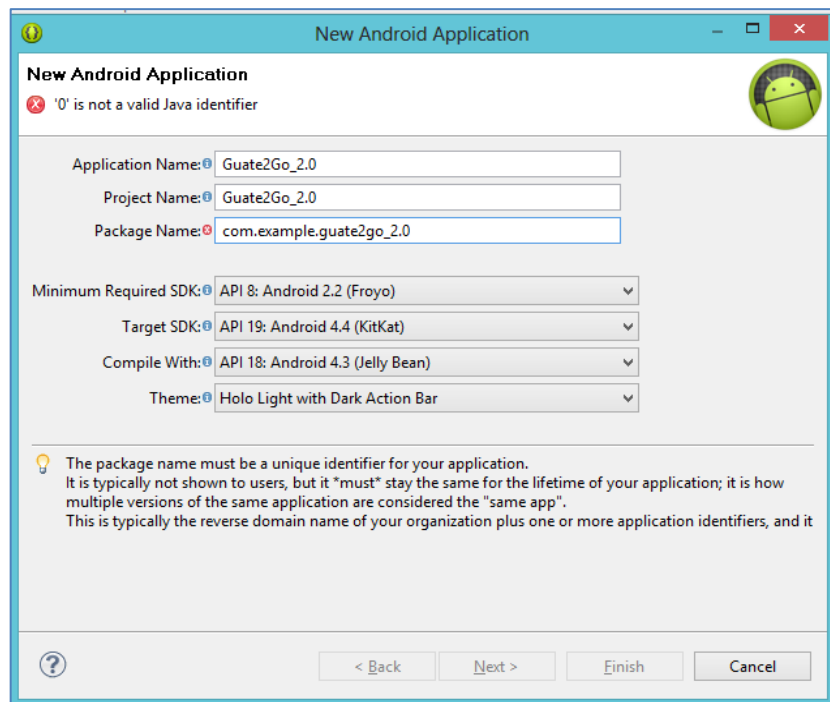 New Android Application
New Android Application
'0' is not a valid Java identifier
Application Name: Guate2Go_2.0
Project Name: Guate2Go_2.0
Package Name: com.example.guate2go_2.0
Minimum Required SDK: API 8: Android 2.2 (Froyo)
Target SDK: API 19: Android 4.4 (KitKat)
Compile With: API 18: Android 4.3 (Jelly Bean)
Theme: Holo Light with Dark Action Bar
The package name must be a unique identifier for your application.
It is typically not shown to users, but it *must* stay the same for the lifetime of your application; it is how
multiple versions of the same application are considered the "same app".
This is typically the reverse domain name of your organization plus one or more application identifiers, and it
? < Back Next > Finish Cancel